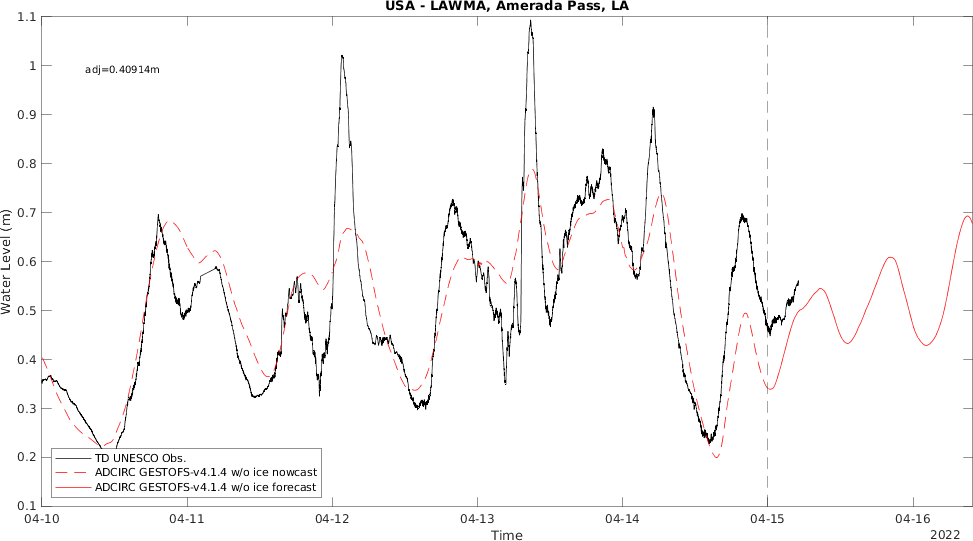 USA - LAWMA, Amerada Pass, LA
1.1
adj=0.40914m
1
0.9
0.8
0.7
0.6
0.5
0.4
0.3
0.2
0.1
Water Level (m)
TD UNESCO Obs.
ADCIRC GESTOFS-v4.1.4 w/o ice nowcast
ADCIRC GESTOFS-v4.1.4 w/o ice forecast
04-10 04-11 04-12 04-13 04-14 04-15 04-16
Time
2022